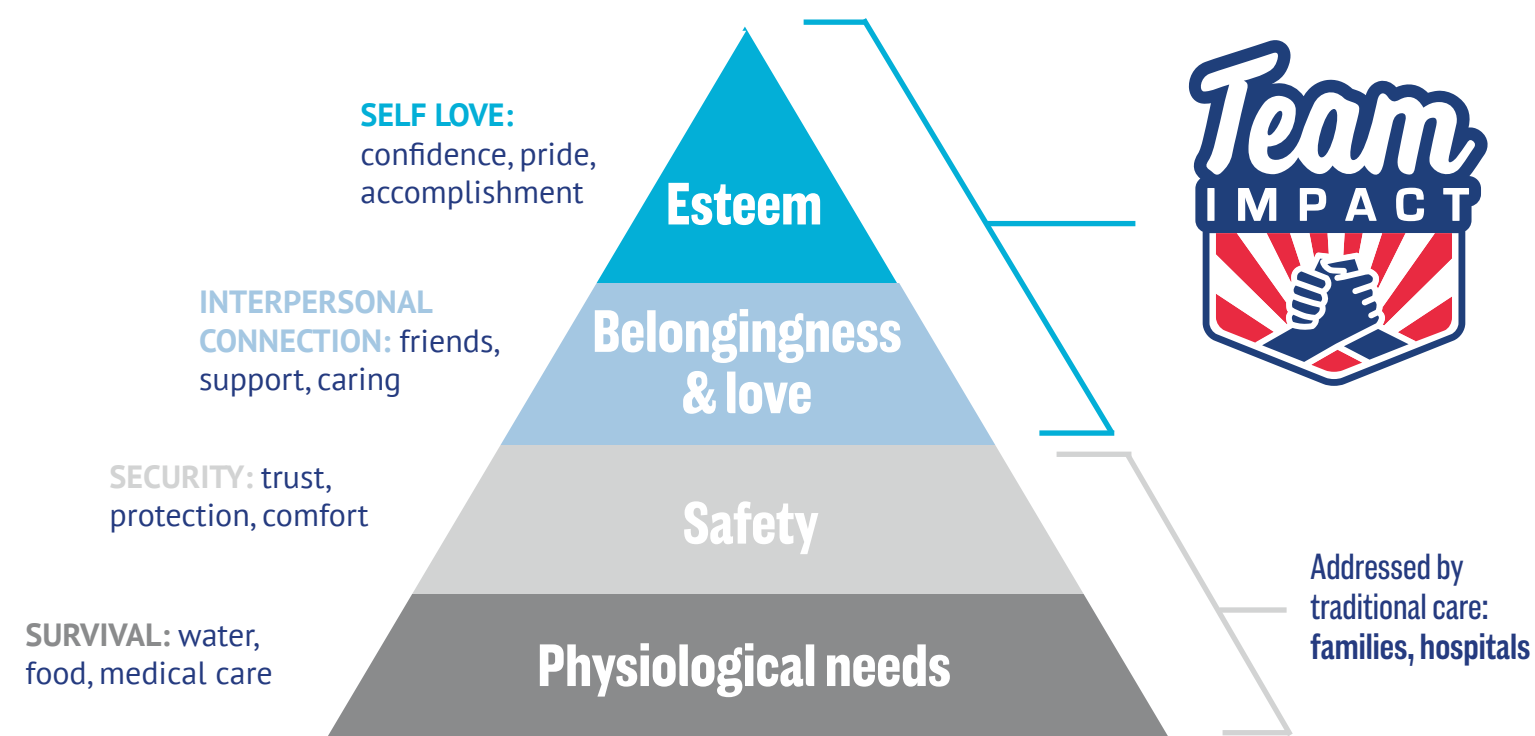 SELF LOVE:
confidence, pride,
accomplishment
Esteem
Team
IMPACT
INTERPERSONAL
CONNECTION: friends,
support, caring
Belongingness
& love
SECURITY: trust,
protection, comfort
Safety
Addressed by
traditional care:
families, hospitals
SURVIVAL: water,
food, medical care
Physiological needs